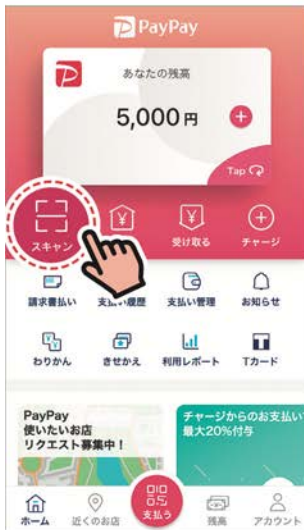 PayPay
あなたの残高
5,000円
Tap
スキャン
受け取る
チャージ
請求書払い
支払い履歴
支払い管理
お知らせ
わりかん
きせかえ
利用レポート
Tカード
PayPay
使いたいお店
リクエスト募集中！
チャージからのお支払い
最大20%付与
ホーム
近くのお店
支払う
残高
アカウント